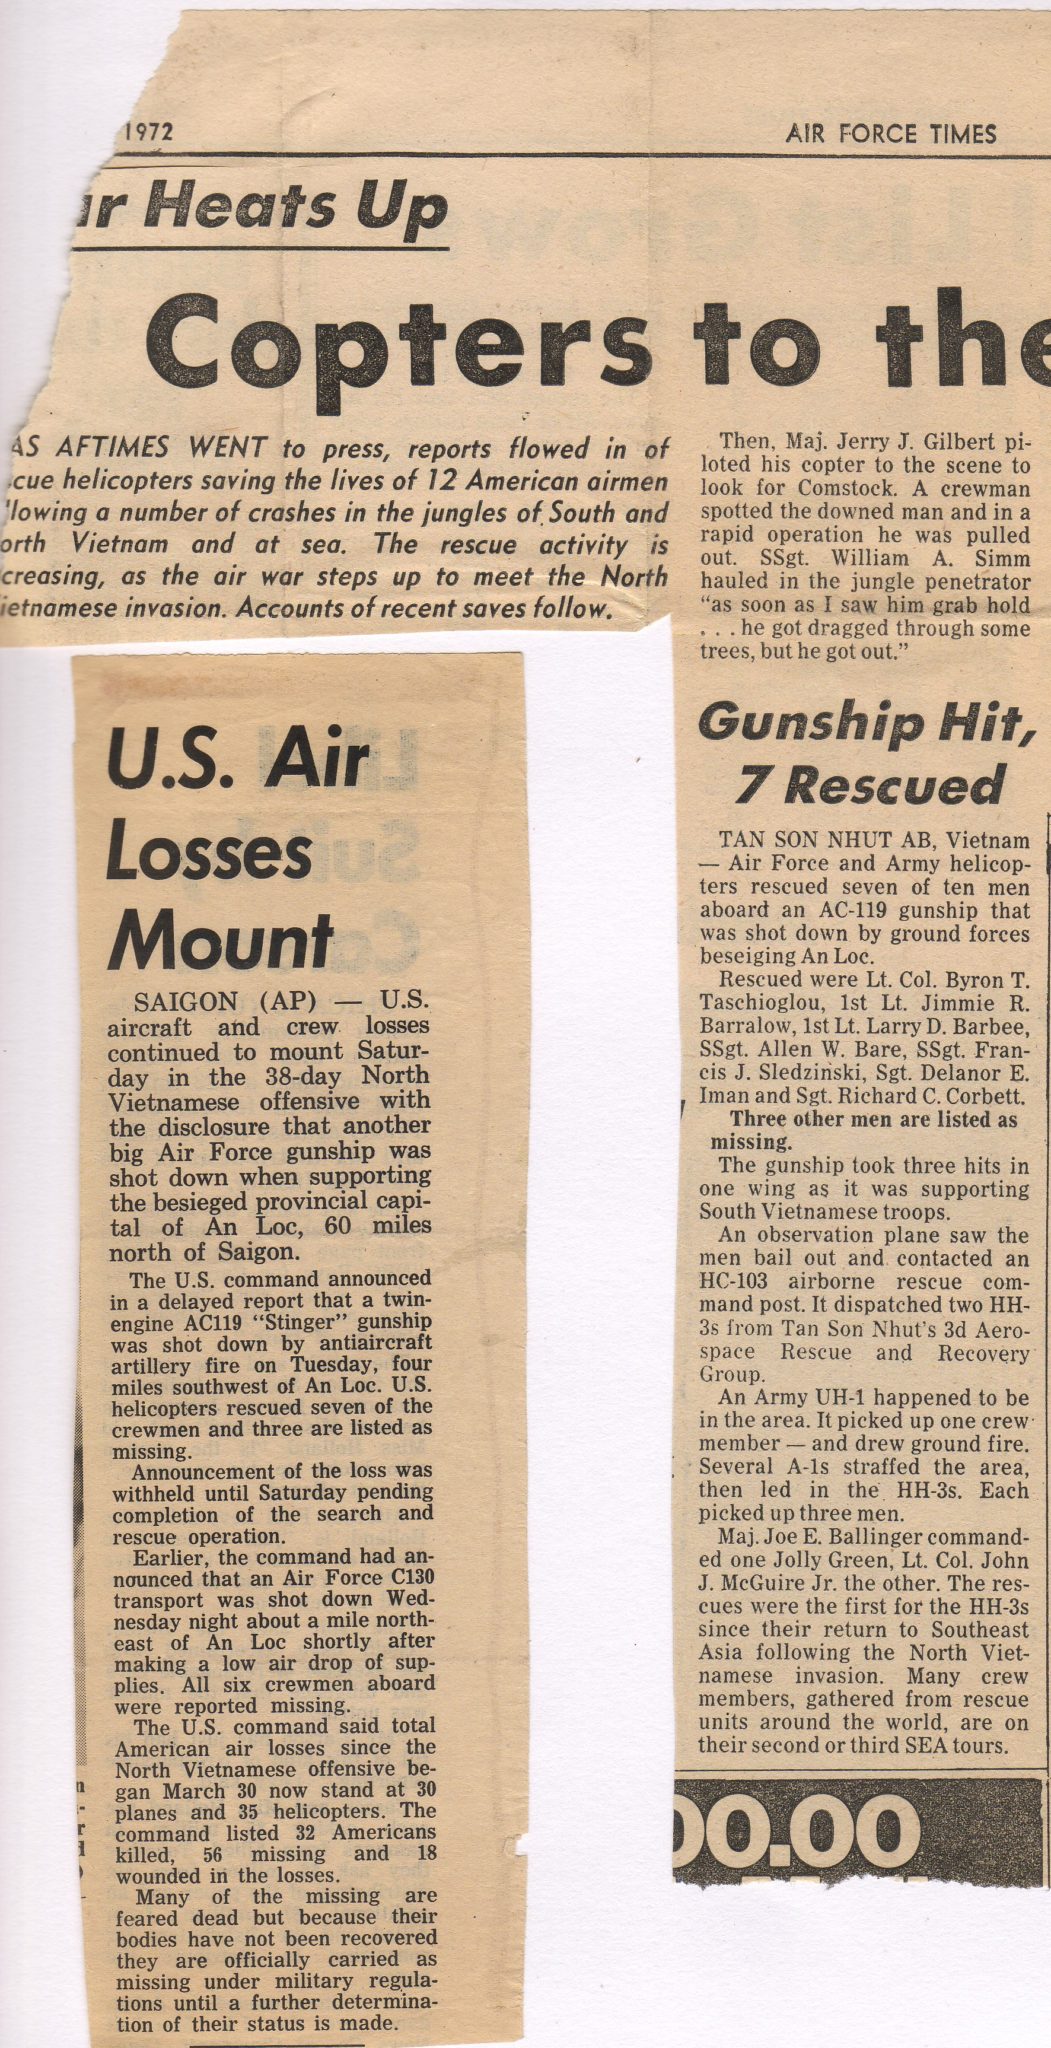 1972
AIR FORCE TIMES
ar Heats Up
Copters to the
AS AFTIMES WENT to press, reports flowed in of
cue helicopters saving the lives of 12 American airmen
lowing a number of crashes in the jungles of South and
orth Vietnam and at sea. The rescue activity is
creasing, as the air war steps up to meet the North
ietnamese invasion. Accounts of recent saves follow.
U.S. Air
Losses
Mount
SAIGON (AP) — U.S.
aircraft and crew losses
continued to mount Satur-
day in the 38-day North
Vietnamese offensive with
the disclosure that another
big Air Force gunship was
shot down when supporting
the besieged provincial capi-
tal of An Loc, 60 miles
north of Saigon.
The U.S. command announced
in a delayed report that a twin-
engine AC119 “Stinger” gunship
was shot down by antiaircraft
artillery fire on Tuesday, four
miles southwest of An Loc. U.S.
helicopters rescued seven of the
crewmen and three are listed as
missing.
Announcement of the loss was
withheld until Saturday pending
completion of the search and
rescue operation.
Earlier, the command had an-
nounced that an Air Force C130
transport was shot down Wed-
nesday night about a mile north-
east of An Loc shortly after
making a low air drop of sup-
plies. All six crewmen aboard
were reported missing.
The U.S. command said total
American air losses since the
North Vietnamese offensive be-
gan March 30 now stand at 30
planes and 35 helicopters. The
command listed 32 Americans
killed, 56 missing and 18
wounded in the losses.
Many of the missing are
feared dead but because their
bodies have not been recovered
they are officially carried as
missing under military regula-
tions until a further determina-
tion of their status is made.
Then, Maj. Jerry J. Gilbert pi-
loted his copter to the scene to
look for Comstock. A crewman
spotted the downed man and in a
rapid operation he was pulled
out. SSgt. William A. Simm
hauled in the jungle penetrator
“as soon as I saw him grab hold
. . . he got dragged through some
trees, but he got out.”
Gunship Hit,
7 Rescued
TAN SON NHUT AB, Vietnam
— Air Force and Army helicop-
ters rescued seven of ten men
aboard an AC-119 gunship that
was shot down by ground forces
beseiging An Loc.
Rescued were Lt. Col. Byron T.
Taschioglou, 1st Lt. Jimmie R.
Barralow, 1st Lt. Larry D. Barbee,
SSgt. Allen W. Bare, SSgt. Fran-
cis J. Sledzinski, Sgt. Delanor E.
Iman and Sgt. Richard C. Corbett.
Three other men are listed as
missing.
The gunship took three hits in
one wing as it was supporting
South Vietnamese troops.
An observation plane saw the
men bail out and contacted an
HC-103 airborne rescue com-
mand post. It dispatched two HH-
3s from Tan Son Nhut’s 3d Aero-
space Rescue and Recovery
Group.
An Army UH-1 happened to be
in the area. It picked up one crew
member — and drew ground fire.
Several A-1s straffed the area,
then led in the HH-3s. Each
picked up three men.
Maj. Joe E. Ballinger command-
ed one Jolly Green, Lt. Col. John
J. McGuire Jr. the other. The res-
cues were the first for the HH-3s
since their return to Southeast
Asia following the North Viet-
namese invasion. Many crew
members, gathered from rescue
units around the world, are on
their second or third SEA tours.
00.00